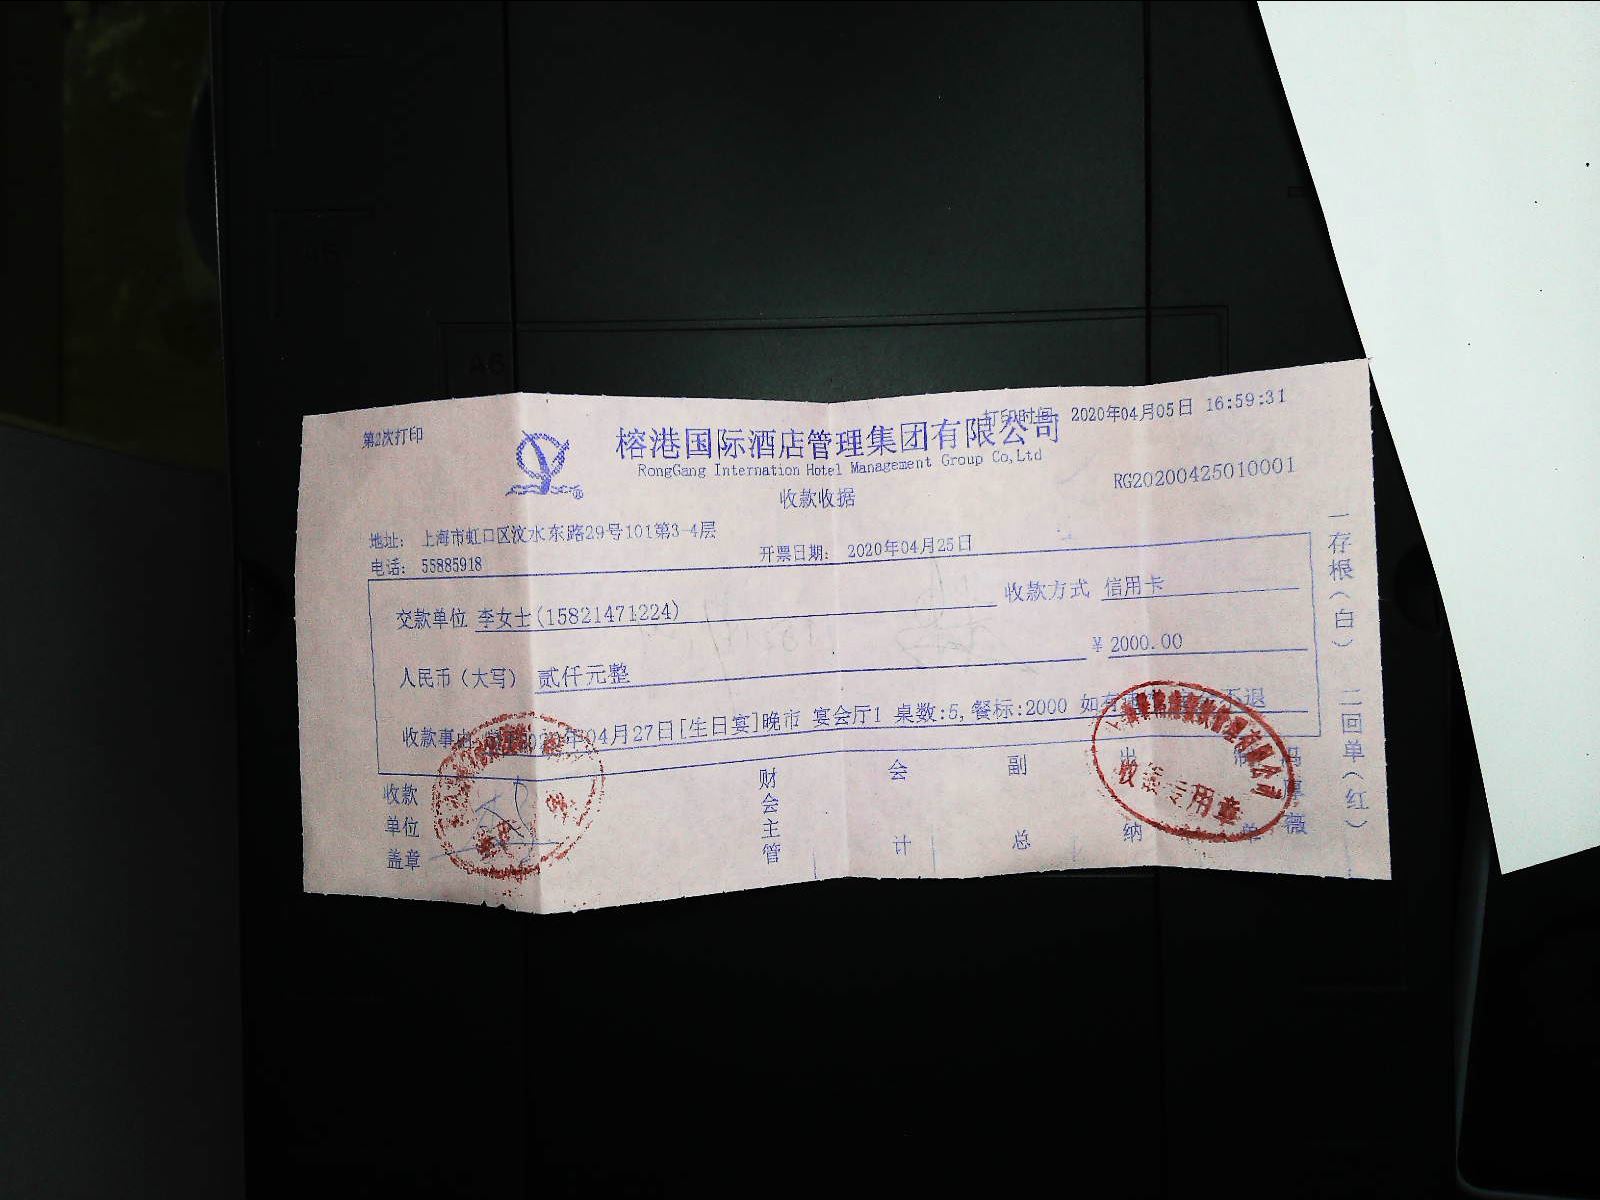 第2次打印
打印时间 2020年04月05日 16:59:31
榕港国际酒店管理集团有限公司
RongGang Internation Hotel Management Group Co,Ltd
收款收据
RG20200425010001
地址： 上海市虹口区汶水东路29号101第3-4层
电话： 55885918
开票日期： 2020年04月25日
交款单位 李女士(15821471224)
收款方式 信用卡
人民币（大写） 贰仟元整
￥ 2000.00
收款事由 年04月27日[生日宴]晚市 宴会厅1 桌数:5,餐标:2000 如有 不退
收款单位盖章
财会主管
会计
副总
出纳
制单
薇
收银专用章
一存根（白） 二回单（红）
A6